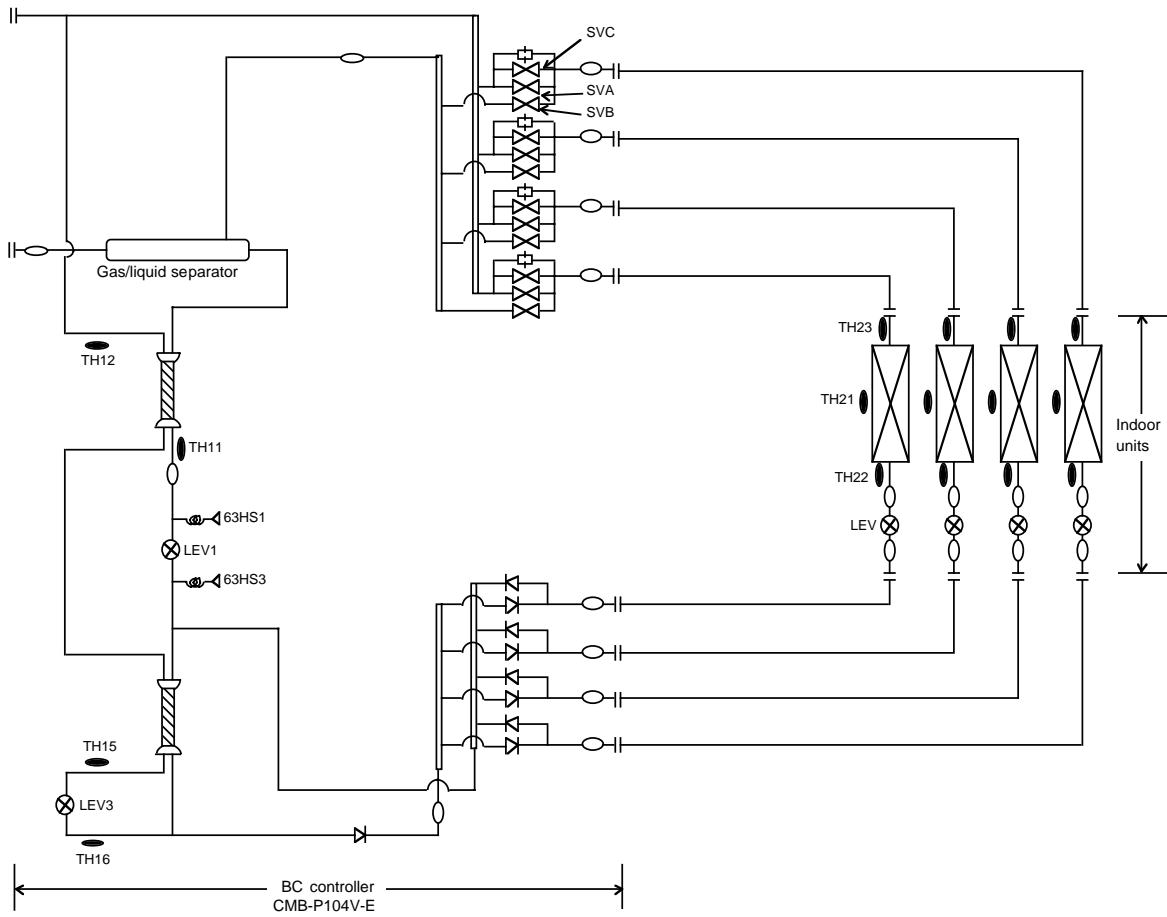 SVC
SVA
SVB
Gas/liquid separator
TH12
TH23
TH21
Indoor
units
TH11
TH22
63HS1
LEV
LEV1
63HS3
TH15
LEV3
TH16
BC controller
CMB-P104V-E